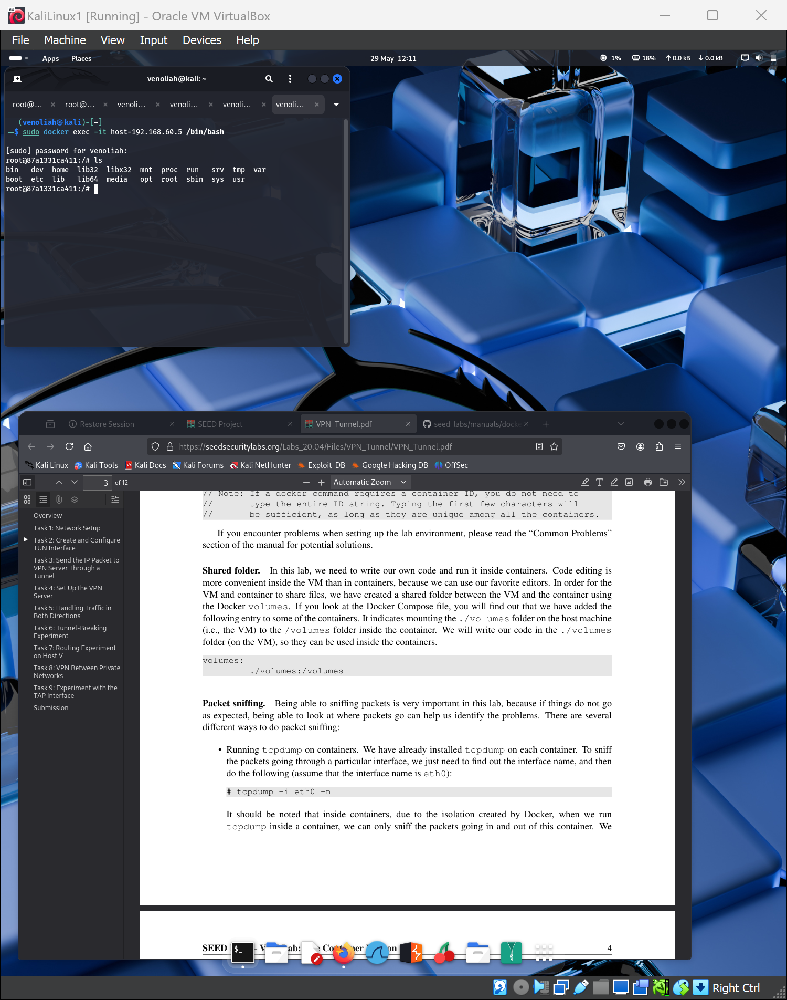 KaliLinux1 [Running] - Oracle VM VirtualBox
File Machine View Input Devices Help
Apps Places 29 May 12:11 1% 18% 0.0 kB 0.0 kB
venoliah@kali: ~
root@... root@... venoli... venoli... venoli... venoli...
(venoliah㉿kali)-[~]
$ sudo docker exec -it host-192.168.60.5 /bin/bash
[sudo] password for venoliah:
root@87a1331ca411:/# ls
bin dev home lib32 libx32 mnt proc run srv tmp var
boot etc lib lib64 media opt root sbin sys usr
root@87a1331ca411:/#
Restore Session SEED Project VPN_Tunnel.pdf seed-labs/manuals/docke
https://seedsecuritylabs.org/Labs_20.04/Files/VPN_Tunnel/VPN_Tunnel.pdf
Kali Linux Kali Tools Kali Docs Kali Forums Kali NetHunter Exploit-DB Google Hacking DB OffSec
3 of 12 Automatic Zoom
Overview
Task 1: Network Setup
Task 2: Create and Configure
TUN Interface
Task 3: Send the IP Packet to
VPN Server Through a
Tunnel
Task 4: Set Up the VPN
Server
Task 5: Handling Traffic in
Both Directions
Task 6: Tunnel-Breaking
Experiment
Task 7: Routing Experiment
on Host V
Task 8: VPN Between Private
Networks
Task 9: Experiment with the
TAP Interface
Submission
// Note: If a docker command requires a container ID, you do not need to
// type the entire ID string. Typing the first few characters will
// be sufficient, as long as they are unique among all the containers.
If you encounter problems when setting up the lab environment, please read the “Common Problems”
section of the manual for potential solutions.
Shared folder. In this lab, we need to write our own code and run it inside containers. Code editing is
more convenient inside the VM than in containers, because we can use our favorite editors. In order for the
VM and container to share files, we have created a shared folder between the VM and the container using
the Docker volumes. If you look at the Docker Compose file, you will find out that we have added the
following entry to some of the containers. It indicates mounting the ./volumes folder on the host machine
(i.e., the VM) to the /volumes folder inside the container. We will write our code in the ./volumes
folder (on the VM), so they can be used inside the containers.
volumes:
- ./volumes:/volumes
Packet sniffing. Being able to sniffing packets is very important in this lab, because if things do not go
as expected, being able to look at where packets go can help us identify the problems. There are several
different ways to do packet sniffing:
• Running tcpdump on containers. We have already installed tcpdump on each container. To sniff
the packets going through a particular interface, we just need to find out the interface name, and then
do the following (assume that the interface name is eth0):
# tcpdump -i eth0 -n
It should be noted that inside containers, due to the isolation created by Docker, when we run
tcpdump inside a container, we can only sniff the packets going in and out of this container. We
SEED 4
Right Ctrl